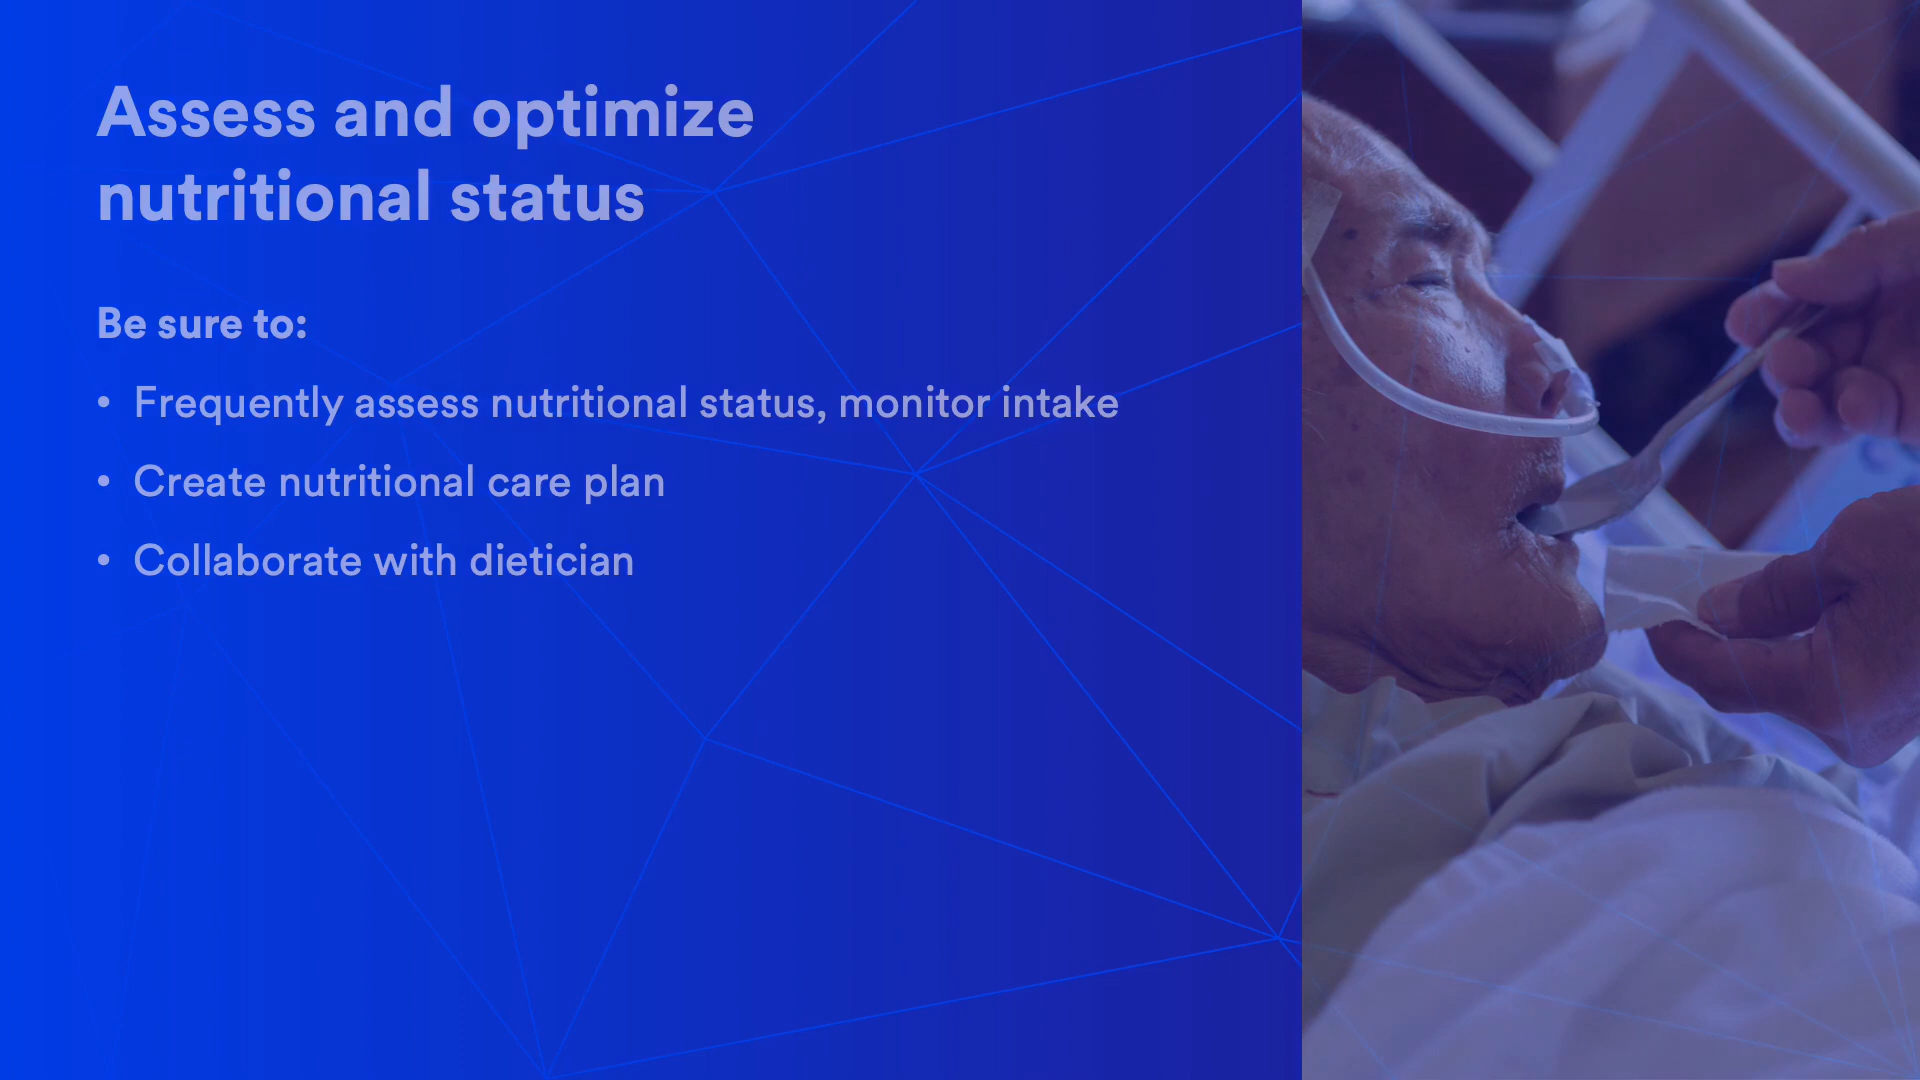 Assess and optimize
nutritional status
Be sure to:
• Frequently assess nutritional status, monitor intake
• Create nutritional care plan
• Collaborate with dietician